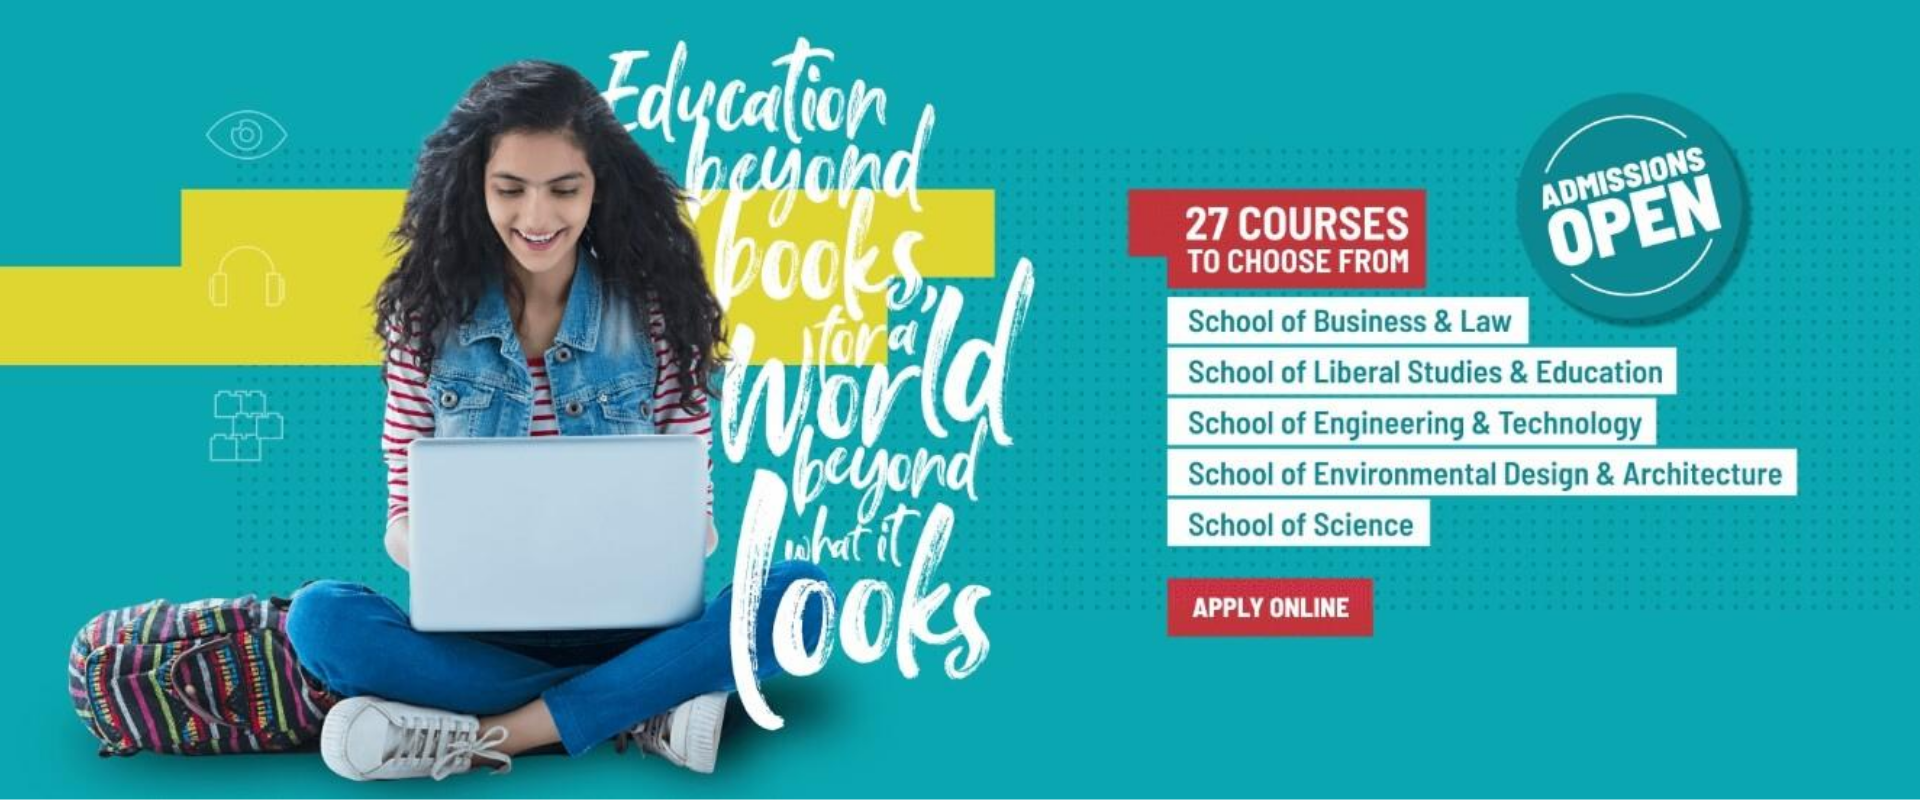 Education
beyond
books,
for a
World
beyond
what it
looks
27 COURSES
TO CHOOSE FROM
School of Business & Law
School of Liberal Studies & Education
School of Engineering & Technology
School of Environmental Design & Architecture
School of Science
APPLY ONLINE
ADMISSIONS
OPEN